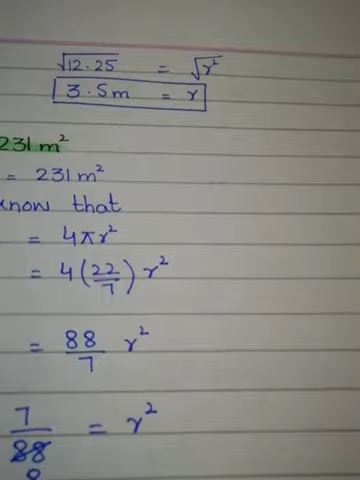 √12.25 = √r²
3.5m = r
231 m²
= 231 m²
know that
= 4πr²
= 4(22/7) r²
= 88/7 r²
7/88 = r²
8